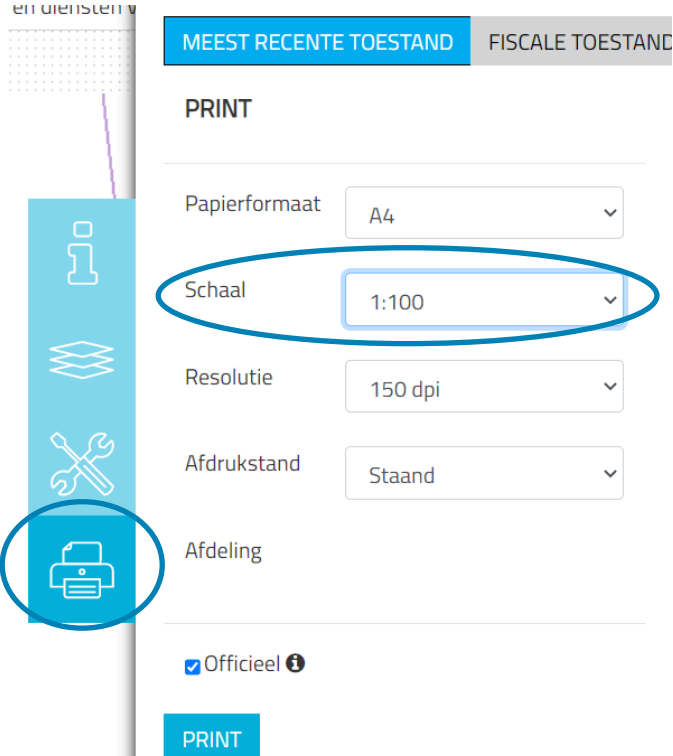 en diensten v
MEEST RECENTE TOESTAND FISCALE TOESTAND
PRINT
Papierformaat A4
Schaal 1:100
Resolutie 150 dpi
Afdrukstand Staand
Afdeling
Officieel
PRINT